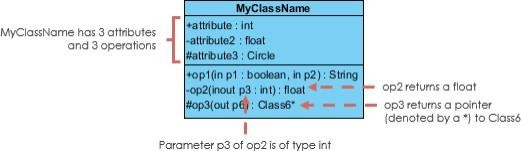 MyClassName
MyClassName has 3 attributes
and 3 operations
+attribute : int
-attribute2 : float
#attribute3 : Circle
+op1(in p1 : boolean, in p2) : String
-op2(inout p3 : int) : float
#op3(out p6) : Class6*
op2 returns a float
op3 returns a pointer
(denoted by a *) to Class6
Parameter p3 of op2 is of type int